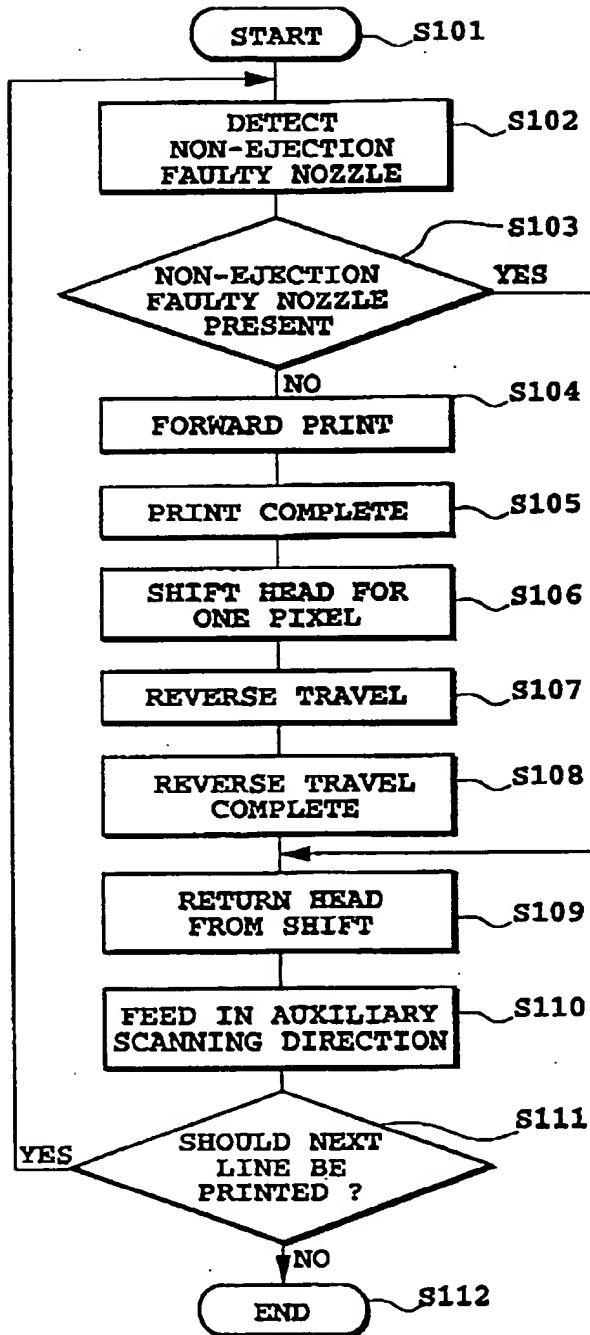 START
S101
DETECT
NON-EJECTION
FAULTY NOZZLE
S102
S103
NON-EJECTION
FAULTY NOZZLE
PRESENT
YES
NO
S104
FORWARD PRINT
PRINT COMPLETE
S105
SHIFT HEAD FOR
ONE PIXEL
S106
REVERSE TRAVEL
S107
REVERSE TRAVEL
COMPLETE
S108
RETURN HEAD
FROM SHIFT
S109
FEED IN AUXILIARY
SCANNING DIRECTION
S110
S111
YES
SHOULD NEXT
LINE BE
PRINTED ?
NO
END
S112